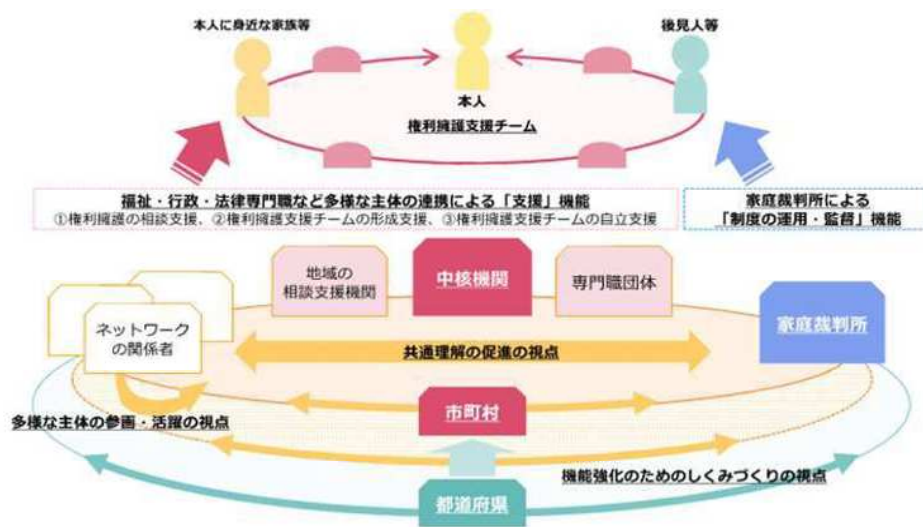 本人に身近な家族等
後見人等
本人
権利擁護支援チーム
福祉・行政・法律専門職など多様な主体の連携による「支援」機能
①権利擁護の相談支援、②権利擁護支援チームの形成支援、③権利擁護支援チームの自立支援
家庭裁判所による
「制度の運用・監督」機能
地域の
相談支援機関
中核機関
専門職団体
ネットワーク
の関係者
家庭裁判所
共通理解の促進の視点
市町村
多様な主体の参画・活躍の視点
機能強化のためのしくみづくりの視点
都道府県